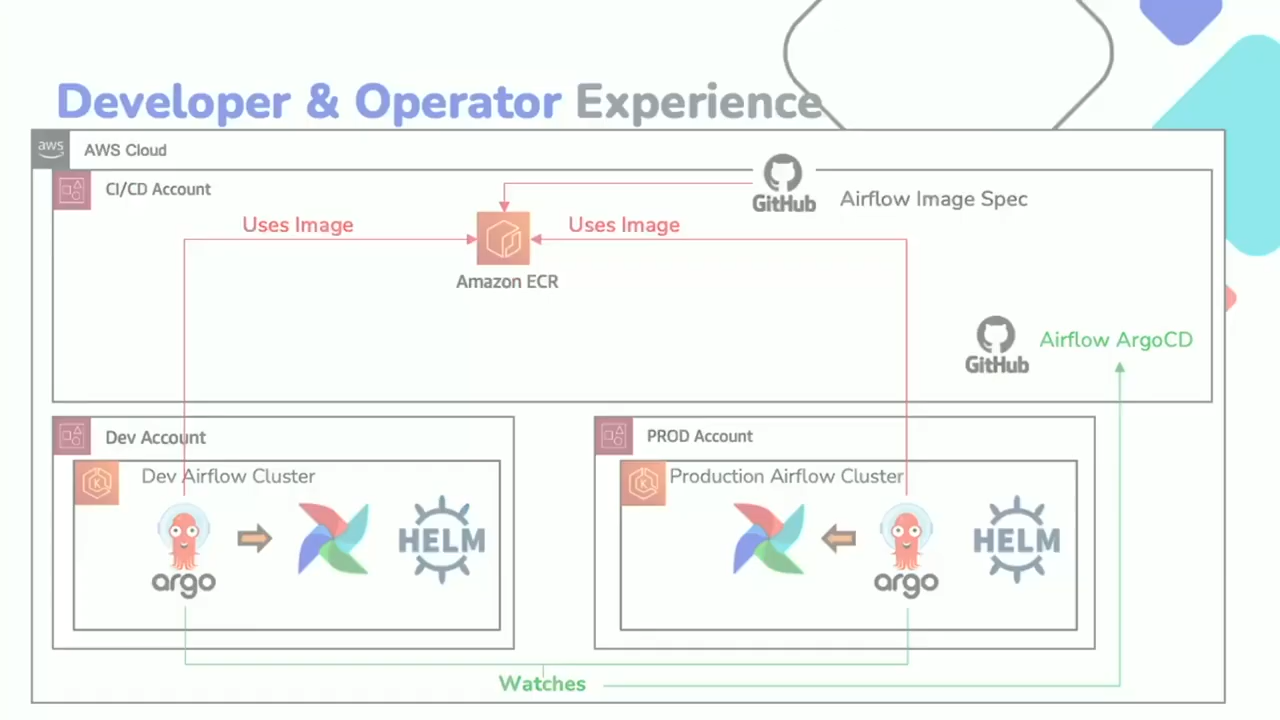 Developer & Operator Experience
aws
AWS Cloud
CI/CD Account
GitHub
Airflow Image Spec
Uses Image
Uses Image
Amazon ECR
GitHub
Airflow ArgoCD
Dev Account
PROD Account
K
Dev Airflow Cluster
K
Production Airflow Cluster
argo
HELM
argo
HELM
Watches